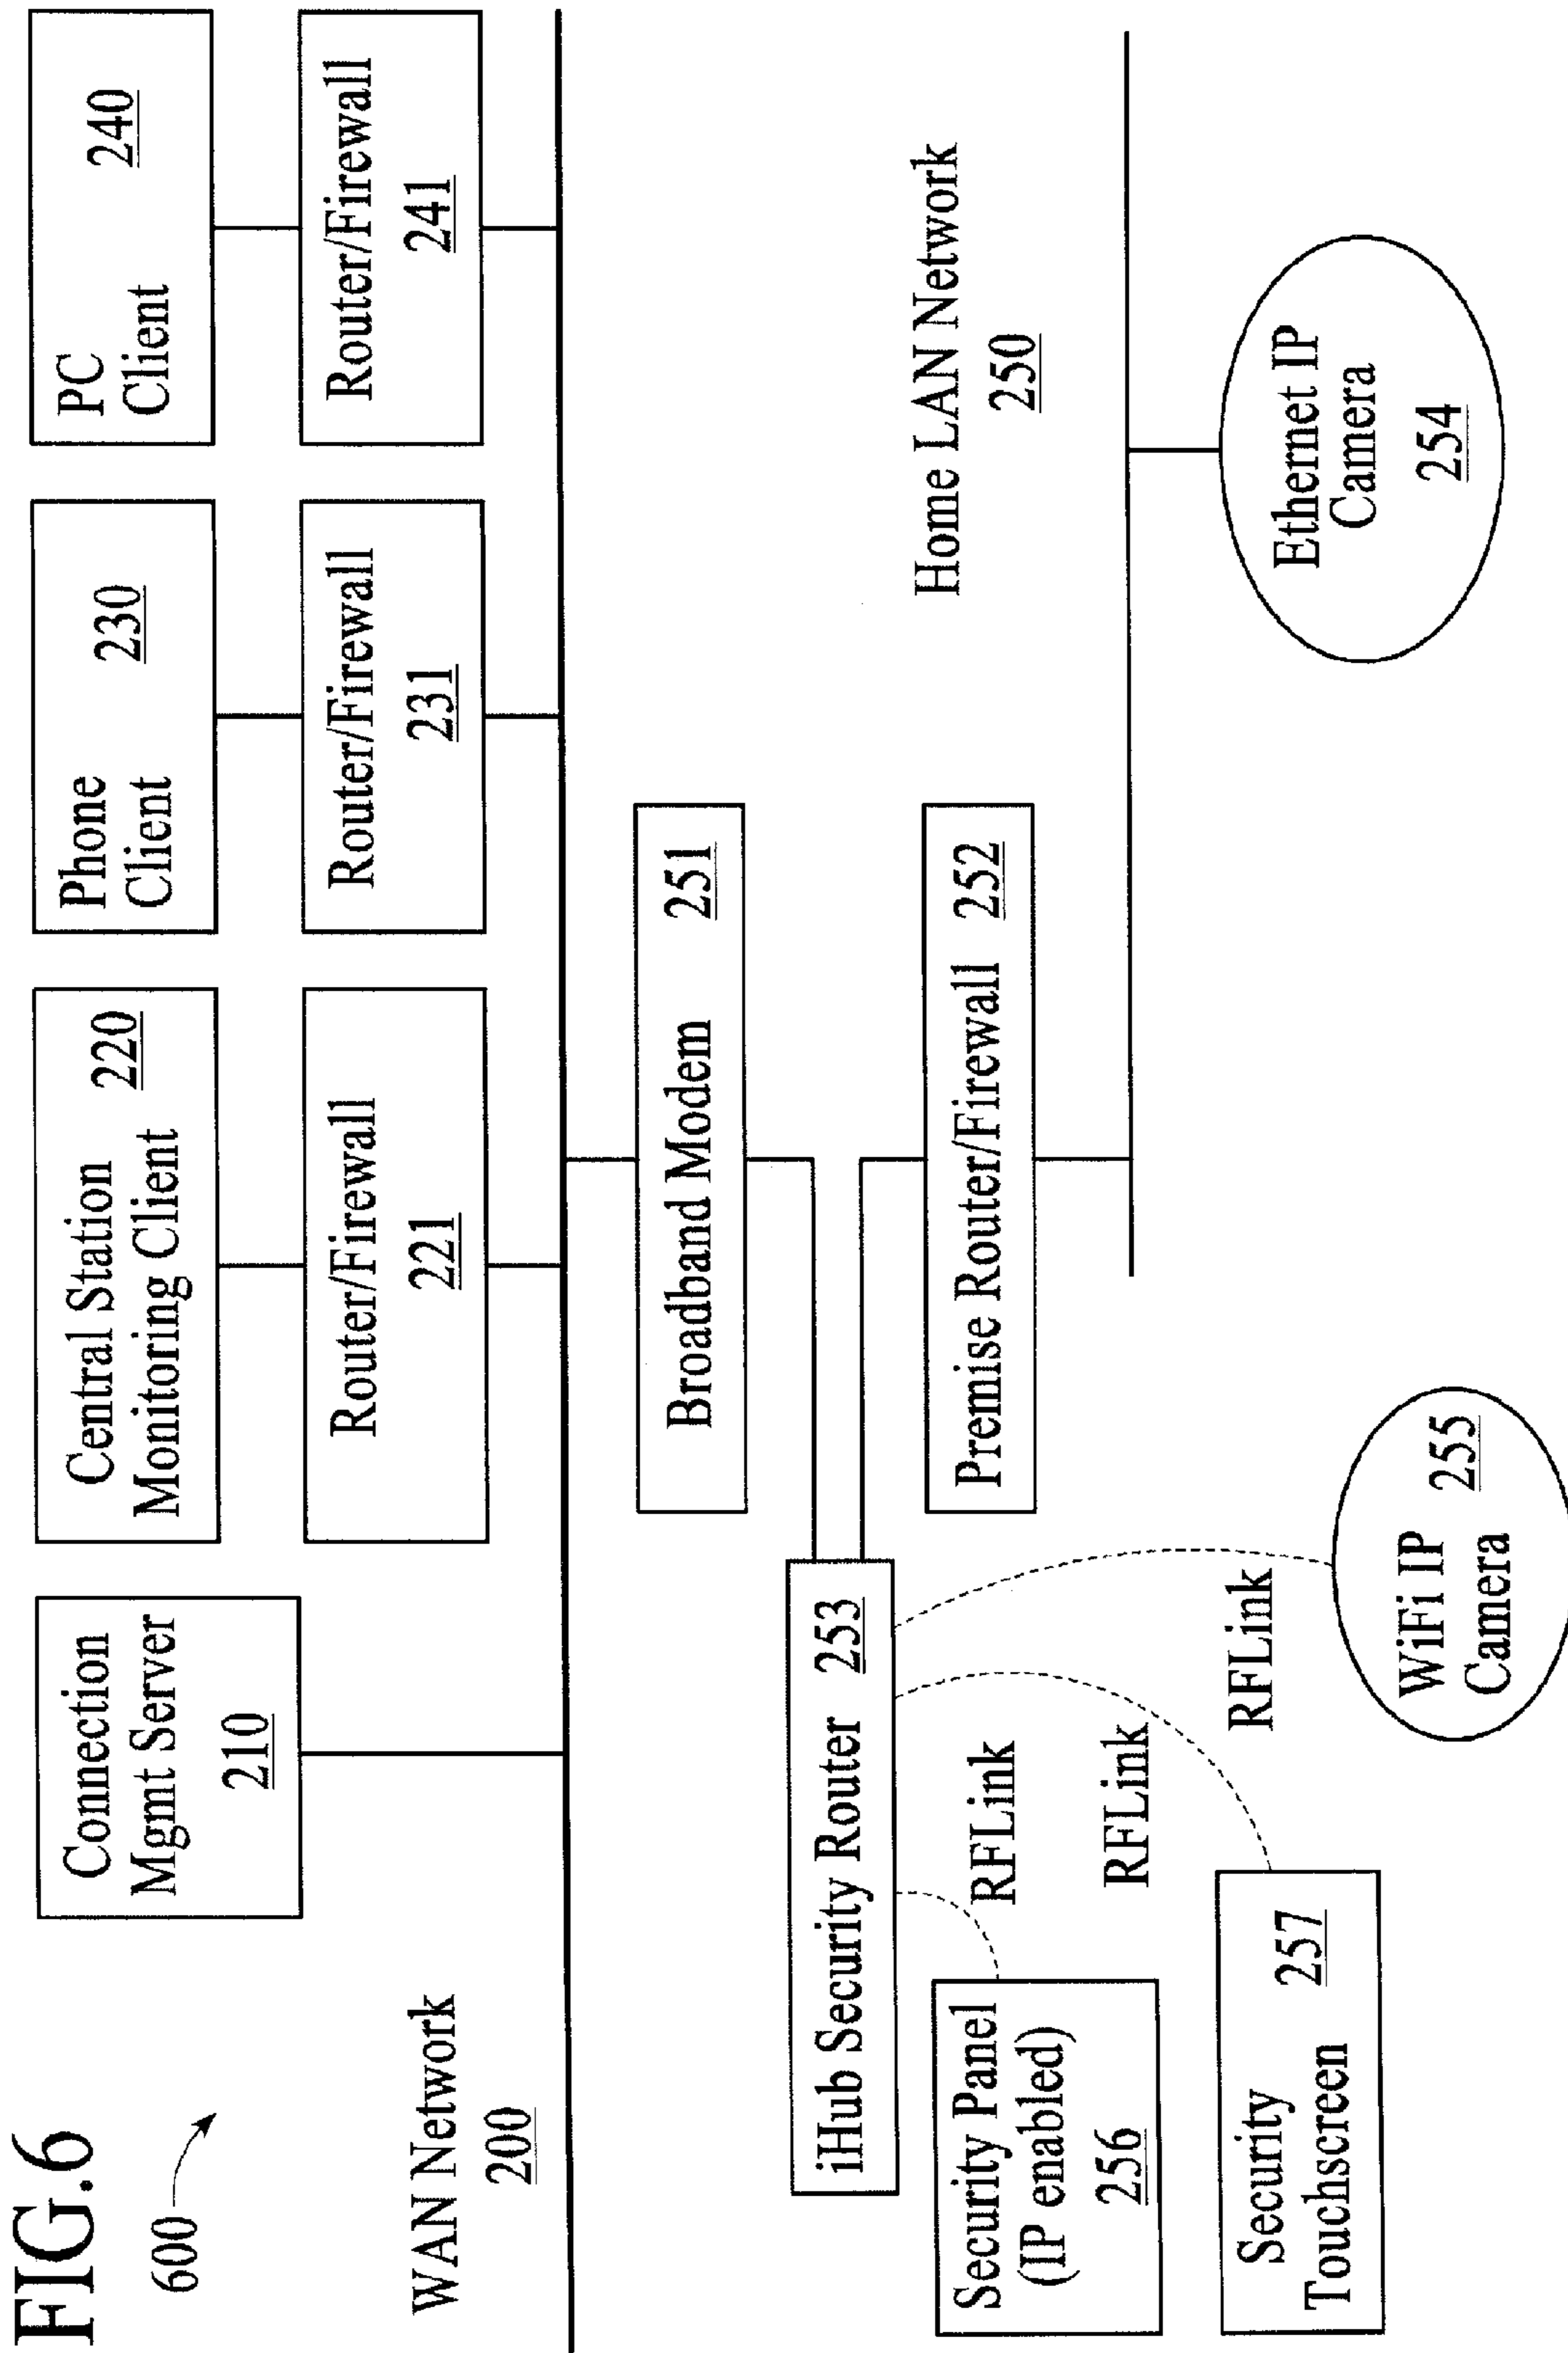 FIG.6
600
WAN Network
200
Connection
Mgmt Server
210
Central Station
Monitoring Client
220
Router/Firewall
221
Phone
Client
230
Router/Firewall
231
PC
Client
240
Router/Firewall
241
Broadband Modem 251
iHub Security Router 253
Premise Router/Firewall 252
Home LAN Network
250
Security Panel
(IP enabled)
256
RFLink
RFLink
RFLink
Security
Touchscreen
257
WiFi IP
Camera
255
Ethernet IP
Camera
254